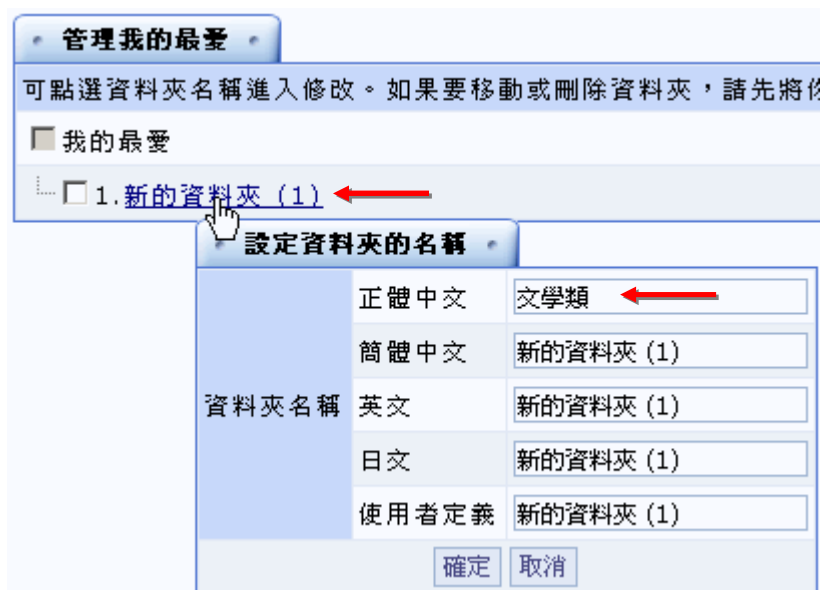 管理我的最愛
可點選資料夾名稱進入修改。如果要移動或刪除資料夾，請先將
我的最愛
1.新的資料夾 (1)
設定資料夾的名稱
資料夾名稱
正體中文 文學類
簡體中文 新的資料夾 (1)
英文 新的資料夾 (1)
日文 新的資料夾 (1)
使用者定義 新的資料夾 (1)
確定 取消